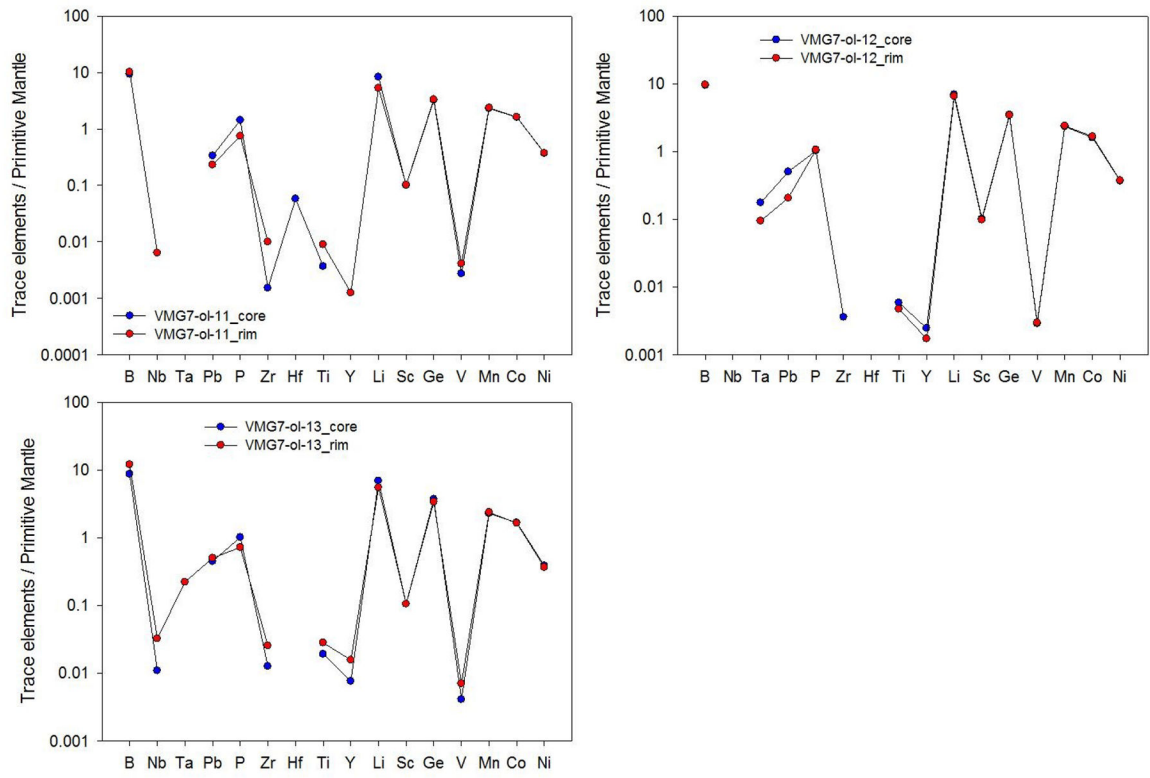 Trace elements / Primitive Mantle
100
10
1
0.1
0.01
0.001
0.0001
VMG7-ol-11_core
VMG7-ol-11_rim
B Nb Ta Pb P Zr Hf Ti Y Li Sc Ge V Mn Co Ni
Trace elements / Primitive Mantle
100
10
1
0.1
0.01
0.001
VMG7-ol-12_core
VMG7-ol-12_rim
B Nb Ta Pb P Zr Hf Ti Y Li Sc Ge V Mn Co Ni
Trace elements / Primitive Mantle
100
10
1
0.1
0.01
0.001
VMG7-ol-13_core
VMG7-ol-13_rim
B Nb Ta Pb P Zr Hf Ti Y Li Sc Ge V Mn Co Ni